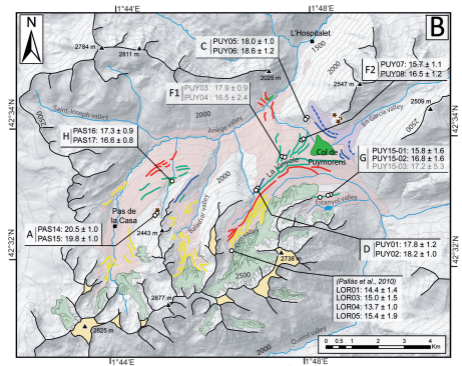 1°44'E
1°48'E
N
B
C
PUY05: 18.0 ± 1.0
PUY06: 18.6 ± 1.2
L'Hospitalet
1500
2000
F2
PUY07: 15.7 ± 1.1
PUY08: 16.5 ± 1.2
2784 m
2811 m
2025 m
2547 m
2509 m
F1
PUY03: 17.9 ± 0.9
PUY04: 16.5 ± 2.4
42°34'N
42°34'N
Saint-Joseph valley
2500
2000
Ariège valley
En Garcia valley
H
PAS16: 17.3 ± 0.9
PAS17: 16.6 ± 0.8
Col de
Puymorens
2500
G
PUY15-01: 15.8 ± 1.6
PUY15-02: 16.8 ± 1.6
PUY15-03: 17.2 ± 5.3
2000
Pas de
la Casa
A
PAS14: 20.5 ± 1.0
PAS15: 19.8 ± 1.0
2443 m
D
PUY01: 17.8 ± 1.2
PUY02: 18.2 ± 1.0
42°32'N
42°32'N
2736 m
2500
(Pallàs et al., 2010)
LOR01: 14.4 ± 1.4
LOR03: 15.0 ± 1.5
LOR04: 13.7 ± 1.0
LOR05: 15.4 ± 1.9
2877 m
2825 m
2000
0 0.5 1 2 3 4
Km
1°44'E
1°48'E